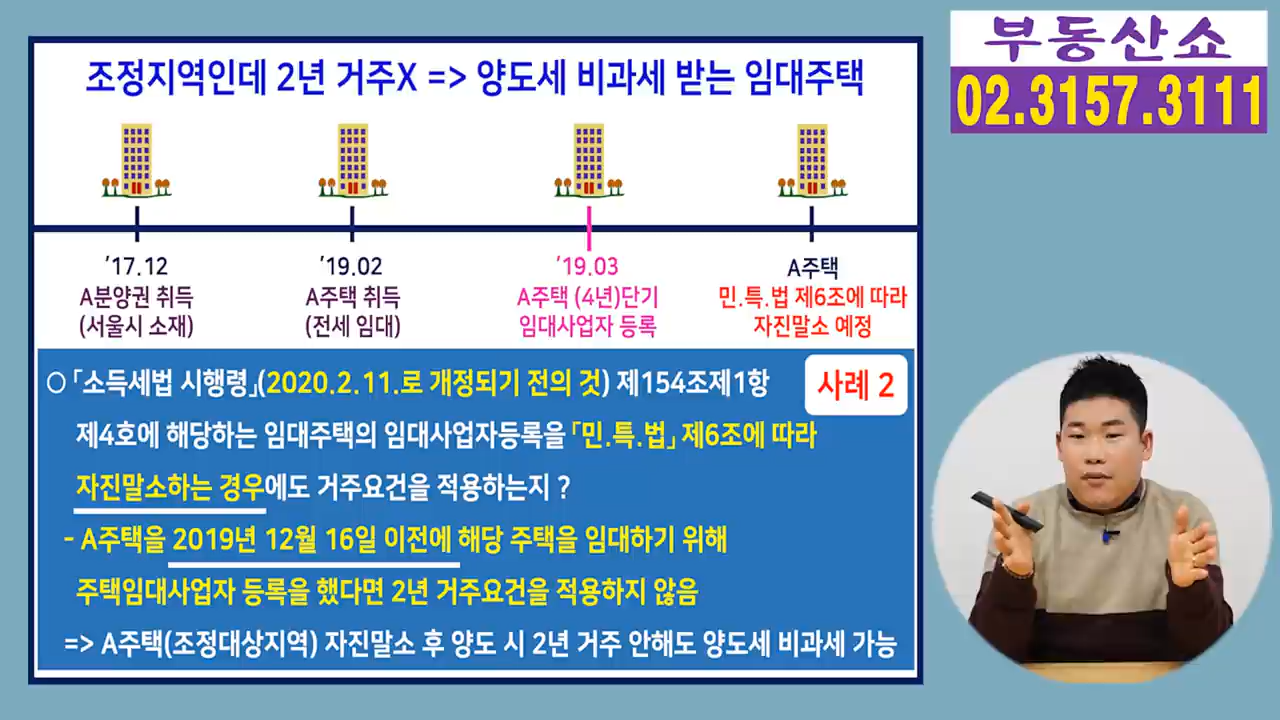 부동산쇼
02.3157.3111
조정지역인데 2년 거주X => 양도세 비과세 받는 임대주택
'17.12
A분양권 취득
(서울시 소재)
'19.02
A주택 취득
(전세 임대)
'19.03
A주택 (4년)단기
임대사업자 등록
A주택
민.특.법 제6조에 따라
자진말소 예정
○ 「소득세법 시행령」(2020.2.11.로 개정되기 전의 것) 제154조제1항
사례 2
제4호에 해당하는 임대주택의 임대사업자등록을 「민.특.법」 제6조에 따라
자진말소하는 경우에도 거주요건을 적용하는지 ?
- A주택을 2019년 12월 16일 이전에 해당 주택을 임대하기 위해
주택임대사업자 등록을 했다면 2년 거주요건을 적용하지 않음
=> A주택(조정대상지역) 자진말소 후 양도 시 2년 거주 안해도 양도세 비과세 가능